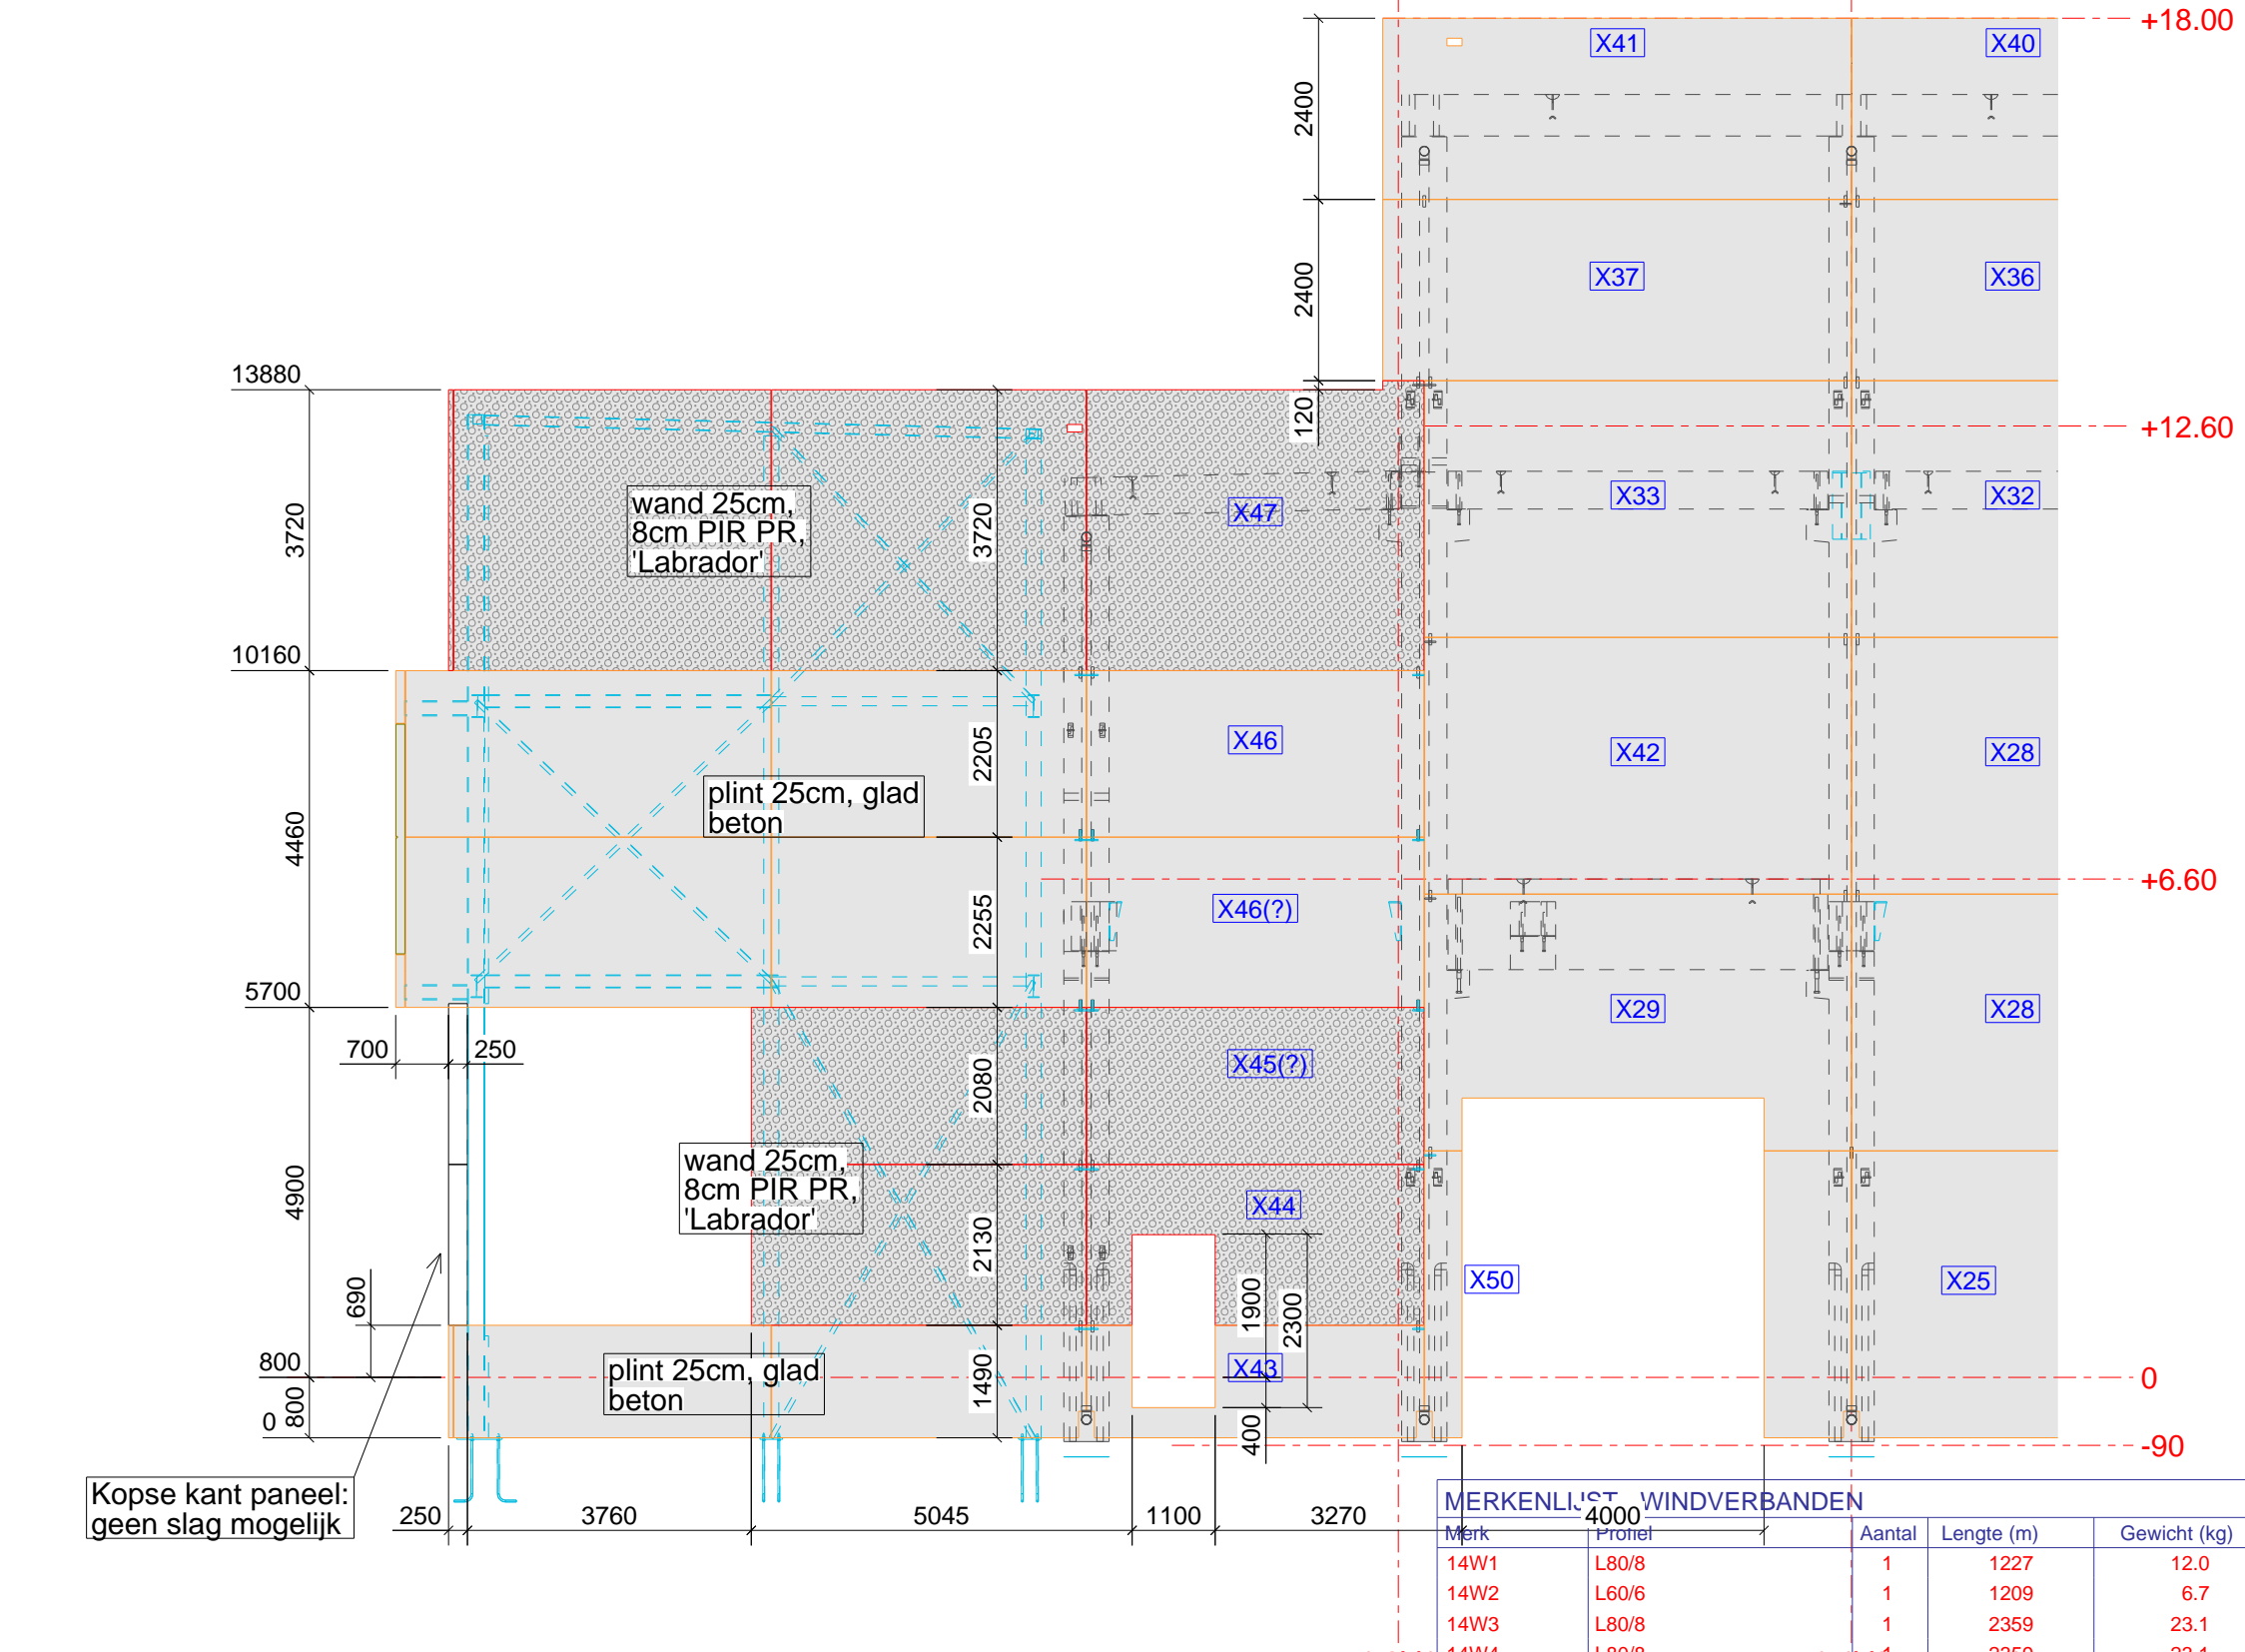 +18.00
X41
X40
2400
X37
X36
2400
13880
120
+12.60
wand 25cm,
8cm PIR PR,
'Labrador'
3720
3720
X47
X33
X32
10160
X46
2205
X42
X28
plint 25cm, glad
beton
4460
+6.60
X46(?)
2255
5700
X29
X28
700
250
X45(?)
2080
wand 25cm,
8cm PIR PR,
'Labrador'
4900
X44
2130
X50
X25
690
1900
2300
800
X43
plint 25cm, glad
beton
1490
0
800
0
400
-90
Kopse kant paneel:
geen slag mogelijk
250
3760
5045
1100
3270
4000
MERKENLIJST WINDVERBANDEN
Merk Profiel Aantal Lengte (m) Gewicht (kg)
14W1 L80/8 1 1227 12.0
14W2 L60/6 1 1209 6.7
14W3 L80/8 1 2359 23.1